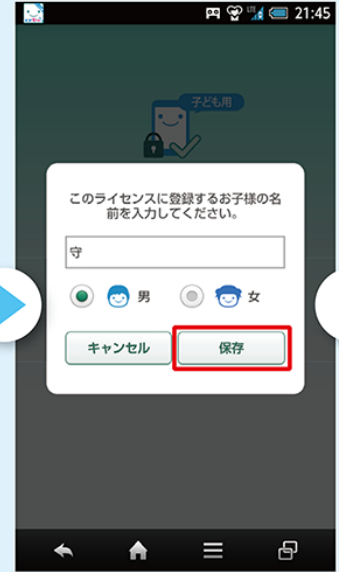 LTE 21:45
子ども用
このライセンスに登録するお子様の名
前を入力してください。
守
男 女
キャンセル 保存